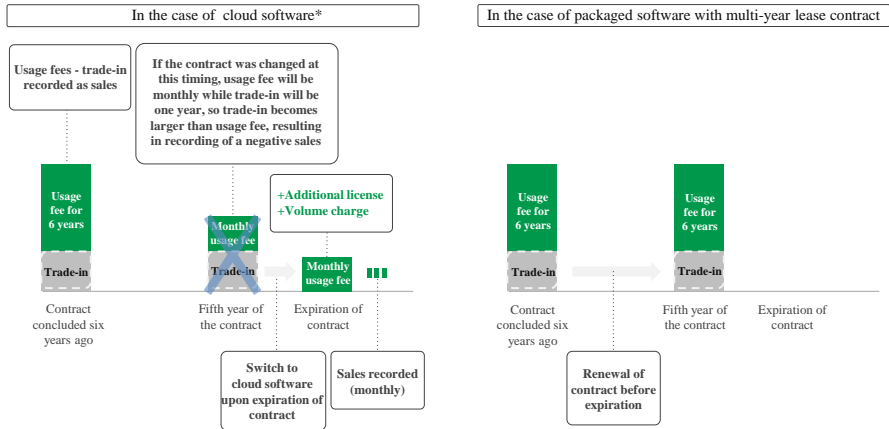 In the case of cloud software*
Usage fees - trade-in
recorded as sales
If the contract was changed at
this timing, usage fee will be
monthly while trade-in will be
one year, so trade-in becomes
larger than usage fee, resulting
in recording of a negative sales
+Additional license
+Volume charge
Usage
fee for
6 years
Trade-in
Monthly
usage fee
Trade-in
Monthly
usage fee
Contract
concluded six
years ago
Fifth year of
the contract
Expiration of
contract
Switch to
cloud software
upon expiration of
contract
Sales recorded
(monthly)
In the case of packaged software with multi-year lease contract
Usage
fee for
6 years
Trade-in
Usage
fee for
6 years
Trade-in
Contract
concluded six
years ago
Fifth year of
the contract
Expiration of
contract
Renewal of
contract before
expiration